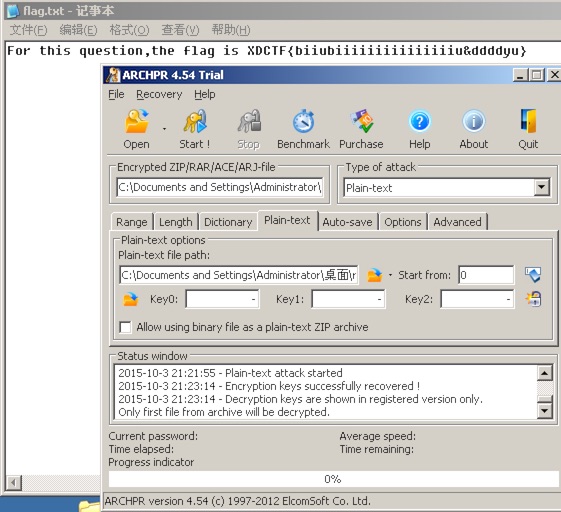 flag.txt - 记事本
文件(F) 编辑(E) 格式(O) 查看(V) 帮助(H)
For this question,the flag is XDCTF{biiubiiiiiiiiiiiiiiiiu&ddddyu}
ARCHPR 4.54 Trial
File Recovery Help
Open Start ! Stop Benchmark Purchase Help About Quit
Encrypted ZIP/RAR/ACE/ARJ-file Type of attack
C:\Documents and Settings\Administrator\ Plain-text
Range Length Dictionary Plain-text Auto-save Options Advanced
Plain-text options
Plain-text file path:
C:\Documents and Settings\Administrator\桌面\r Start from: 0
Key0: - Key1: - Key2: -
Allow using binary file as a plain-text ZIP archive
Status window
2015-10-3 21:21:55 - Plain-text attack started
2015-10-3 21:23:14 - Encryption keys successfully recovered !
2015-10-3 21:23:14 - Decryption keys are shown in registered version only.
Only first file from archive will be decrypted.
Current password: Average speed:
Time elapsed: Time remaining:
Progress indicator
0%
ARCHPR version 4.54 (c) 1997-2012 ElcomSoft Co. Ltd.